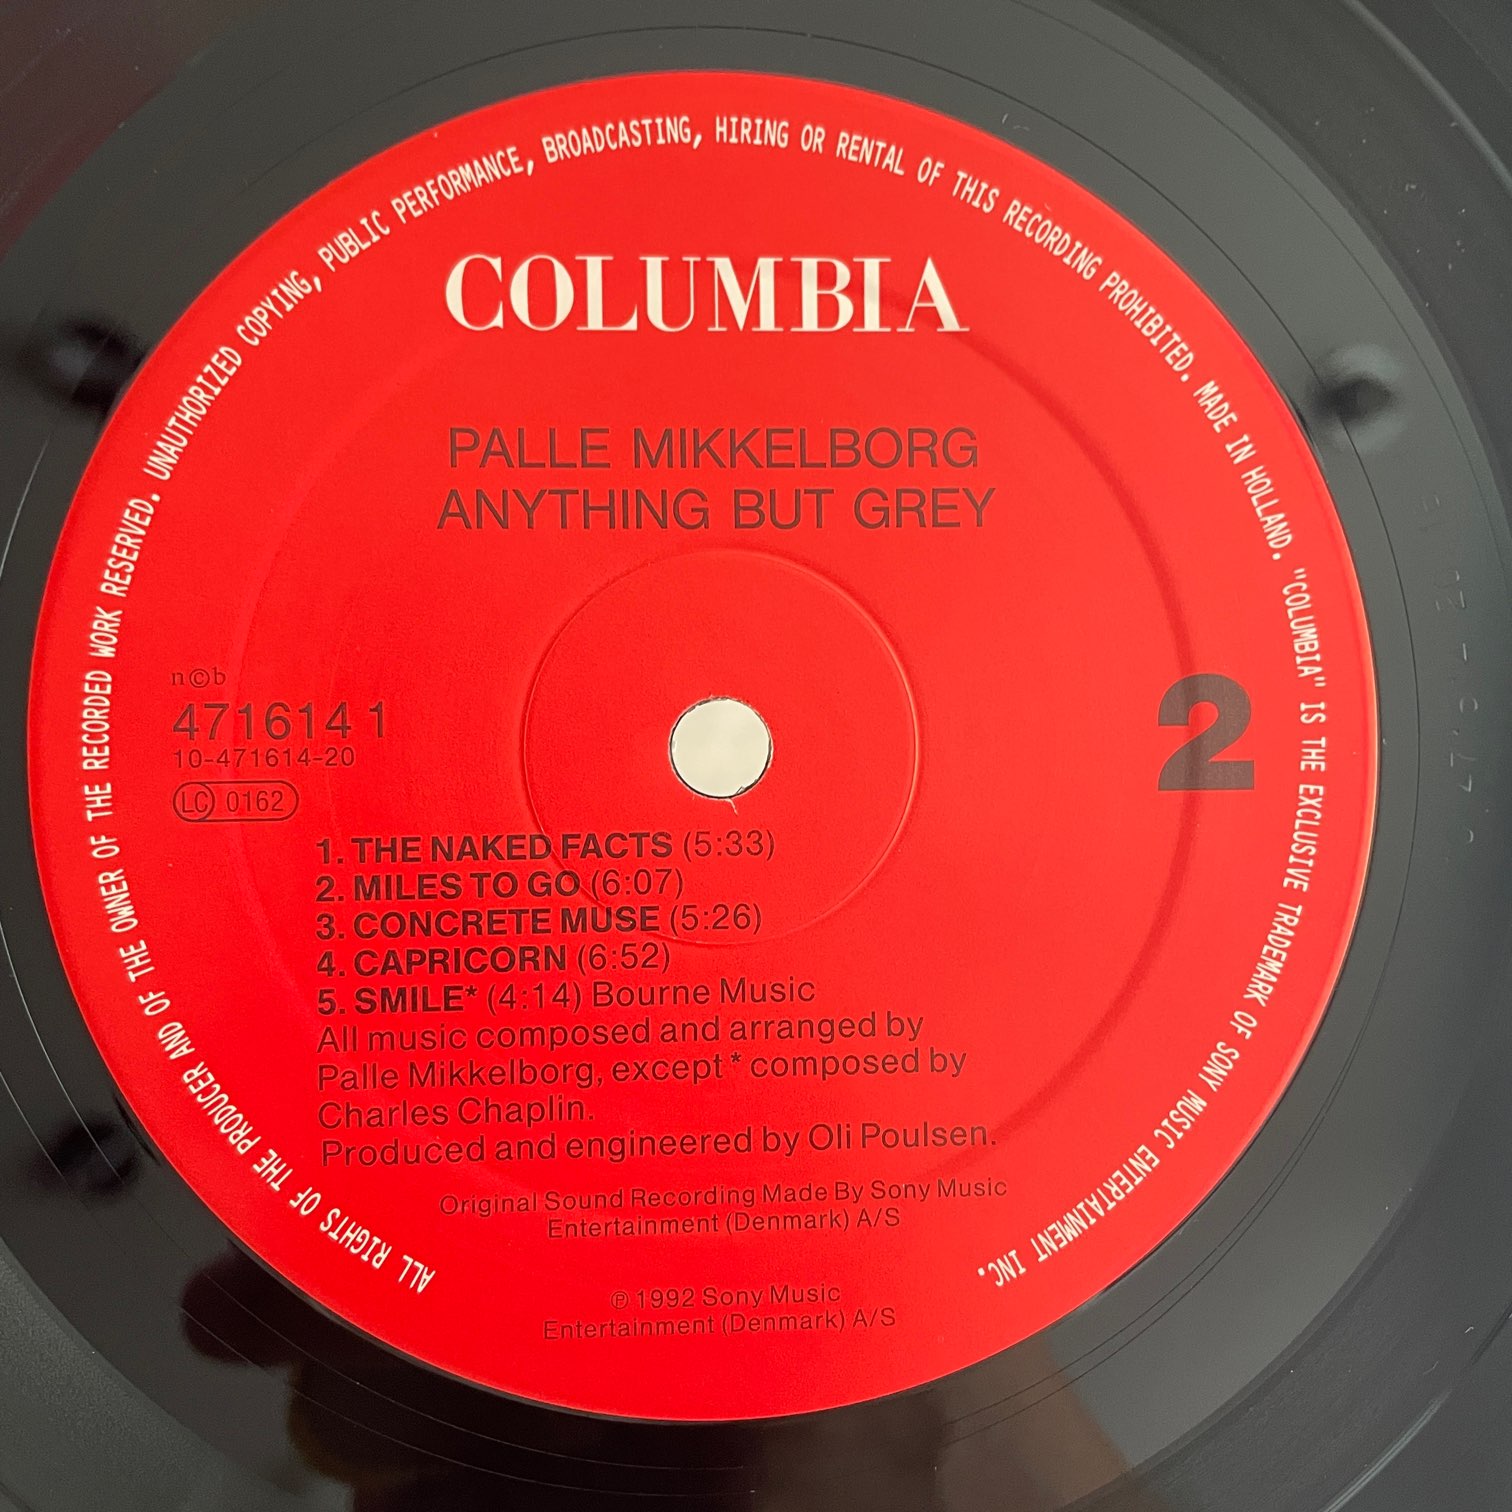 ALL RIGHTS OF THE PRODUCER AND OF THE OWNER OF THE RECORDED WORK RESERVED. UNAUTHORIZED COPYING, PUBLIC PERFORMANCE, BROADCASTING, HIRING OR RENTAL OF THIS RECORDING PROHIBITED. MADE IN HOLLAND. "COLUMBIA" IS THE EXCLUSIVE TRADEMARK OF SONY MUSIC ENTERTAINMENT INC.
COLUMBIA
PALLE MIKKELBORG
ANYTHING BUT GREY
n©b
471614 1
10-471614-20
LC 0162
2
1. THE NAKED FACTS (5:33)
2. MILES TO GO (6:07)
3. CONCRETE MUSE (5:26)
4. CAPRICORN (6:52)
5. SMILE* (4:14) Bourne Music
All music composed and arranged by
Palle Mikkelborg, except * composed by
Charles Chaplin.
Produced and engineered by Oli Poulsen.
Original Sound Recording Made By Sony Music
Entertainment (Denmark) A/S
℗ 1992 Sony Music
Entertainment (Denmark) A/S